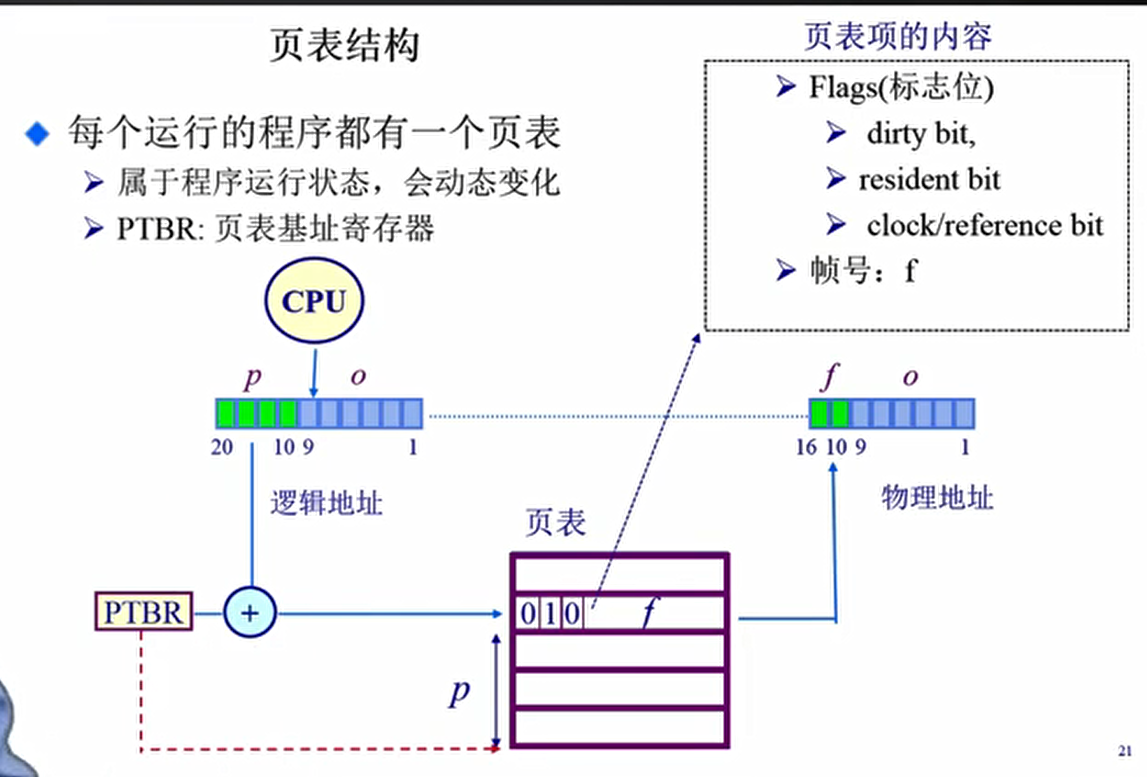 页表结构
每个运行的程序都有一个页表
属于程序运行状态，会动态变化
PTBR: 页表基址寄存器
页表项的内容
Flags(标志位)
dirty bit,
resident bit
clock/reference bit
帧号：f
CPU
p o
20 10 9 1
逻辑地址
f o
16 10 9 1
物理地址
页表
PTBR + 0 1 0 f
p
21